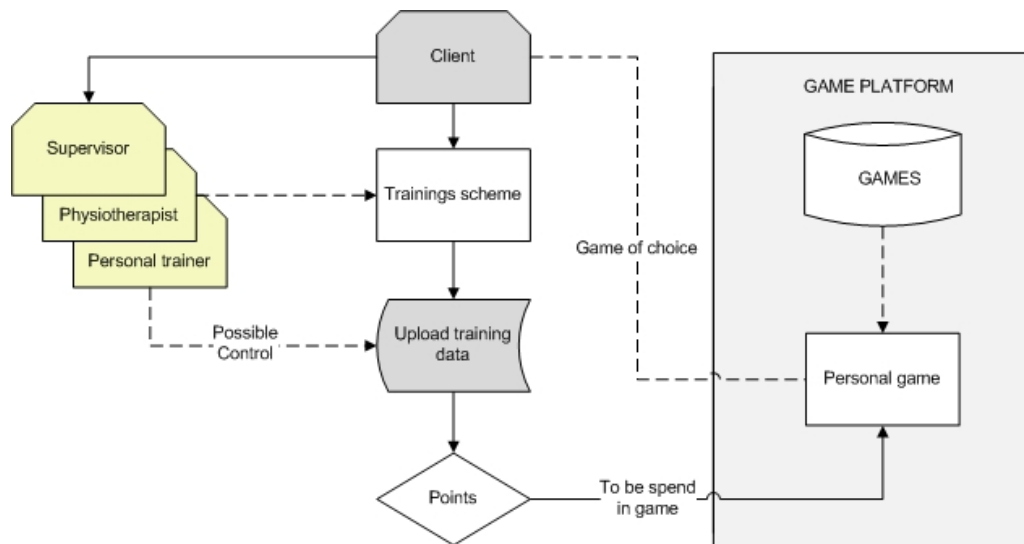 Client
GAME PLATFORM
Supervisor
GAMES
Trainings scheme
Physiotherapist
Game of choice
Personal trainer
Possible
Control
Upload training
data
Personal game
Points
To be spend
in game